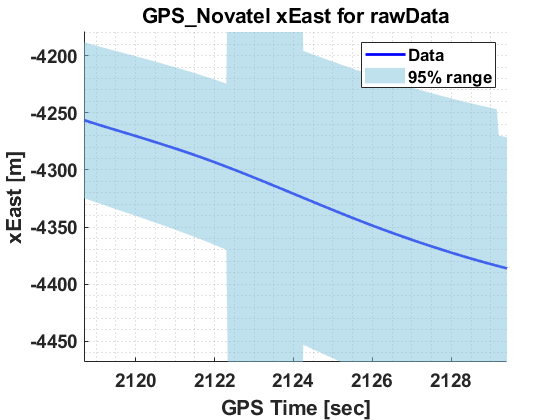 GPS_Novatel xEast for rawData
Data
95% range
-4200
-4250
-4300
-4350
-4400
-4450
xEast [m]
2120
2122
2124
2126
2128
GPS Time [sec]